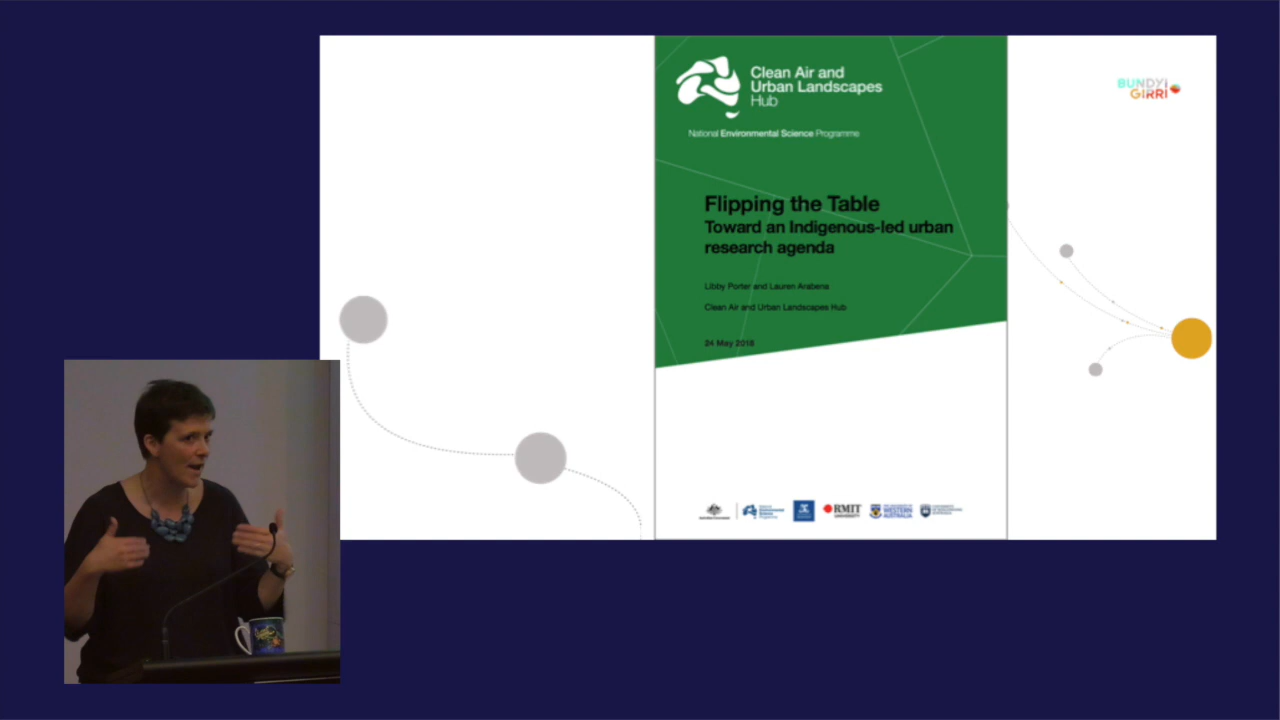 Clean Air and
Urban Landscapes
Hub
National Environmental Science Programme
BUNDYI
GIRRI
Flipping the Table
Toward an Indigenous-led urban
research agenda
Libby Porter and Lauren Arabena
Clean Air and Urban Landscapes Hub
24 May 2018
RMIT
UNIVERSITY
WESTERN
AUSTRALIA